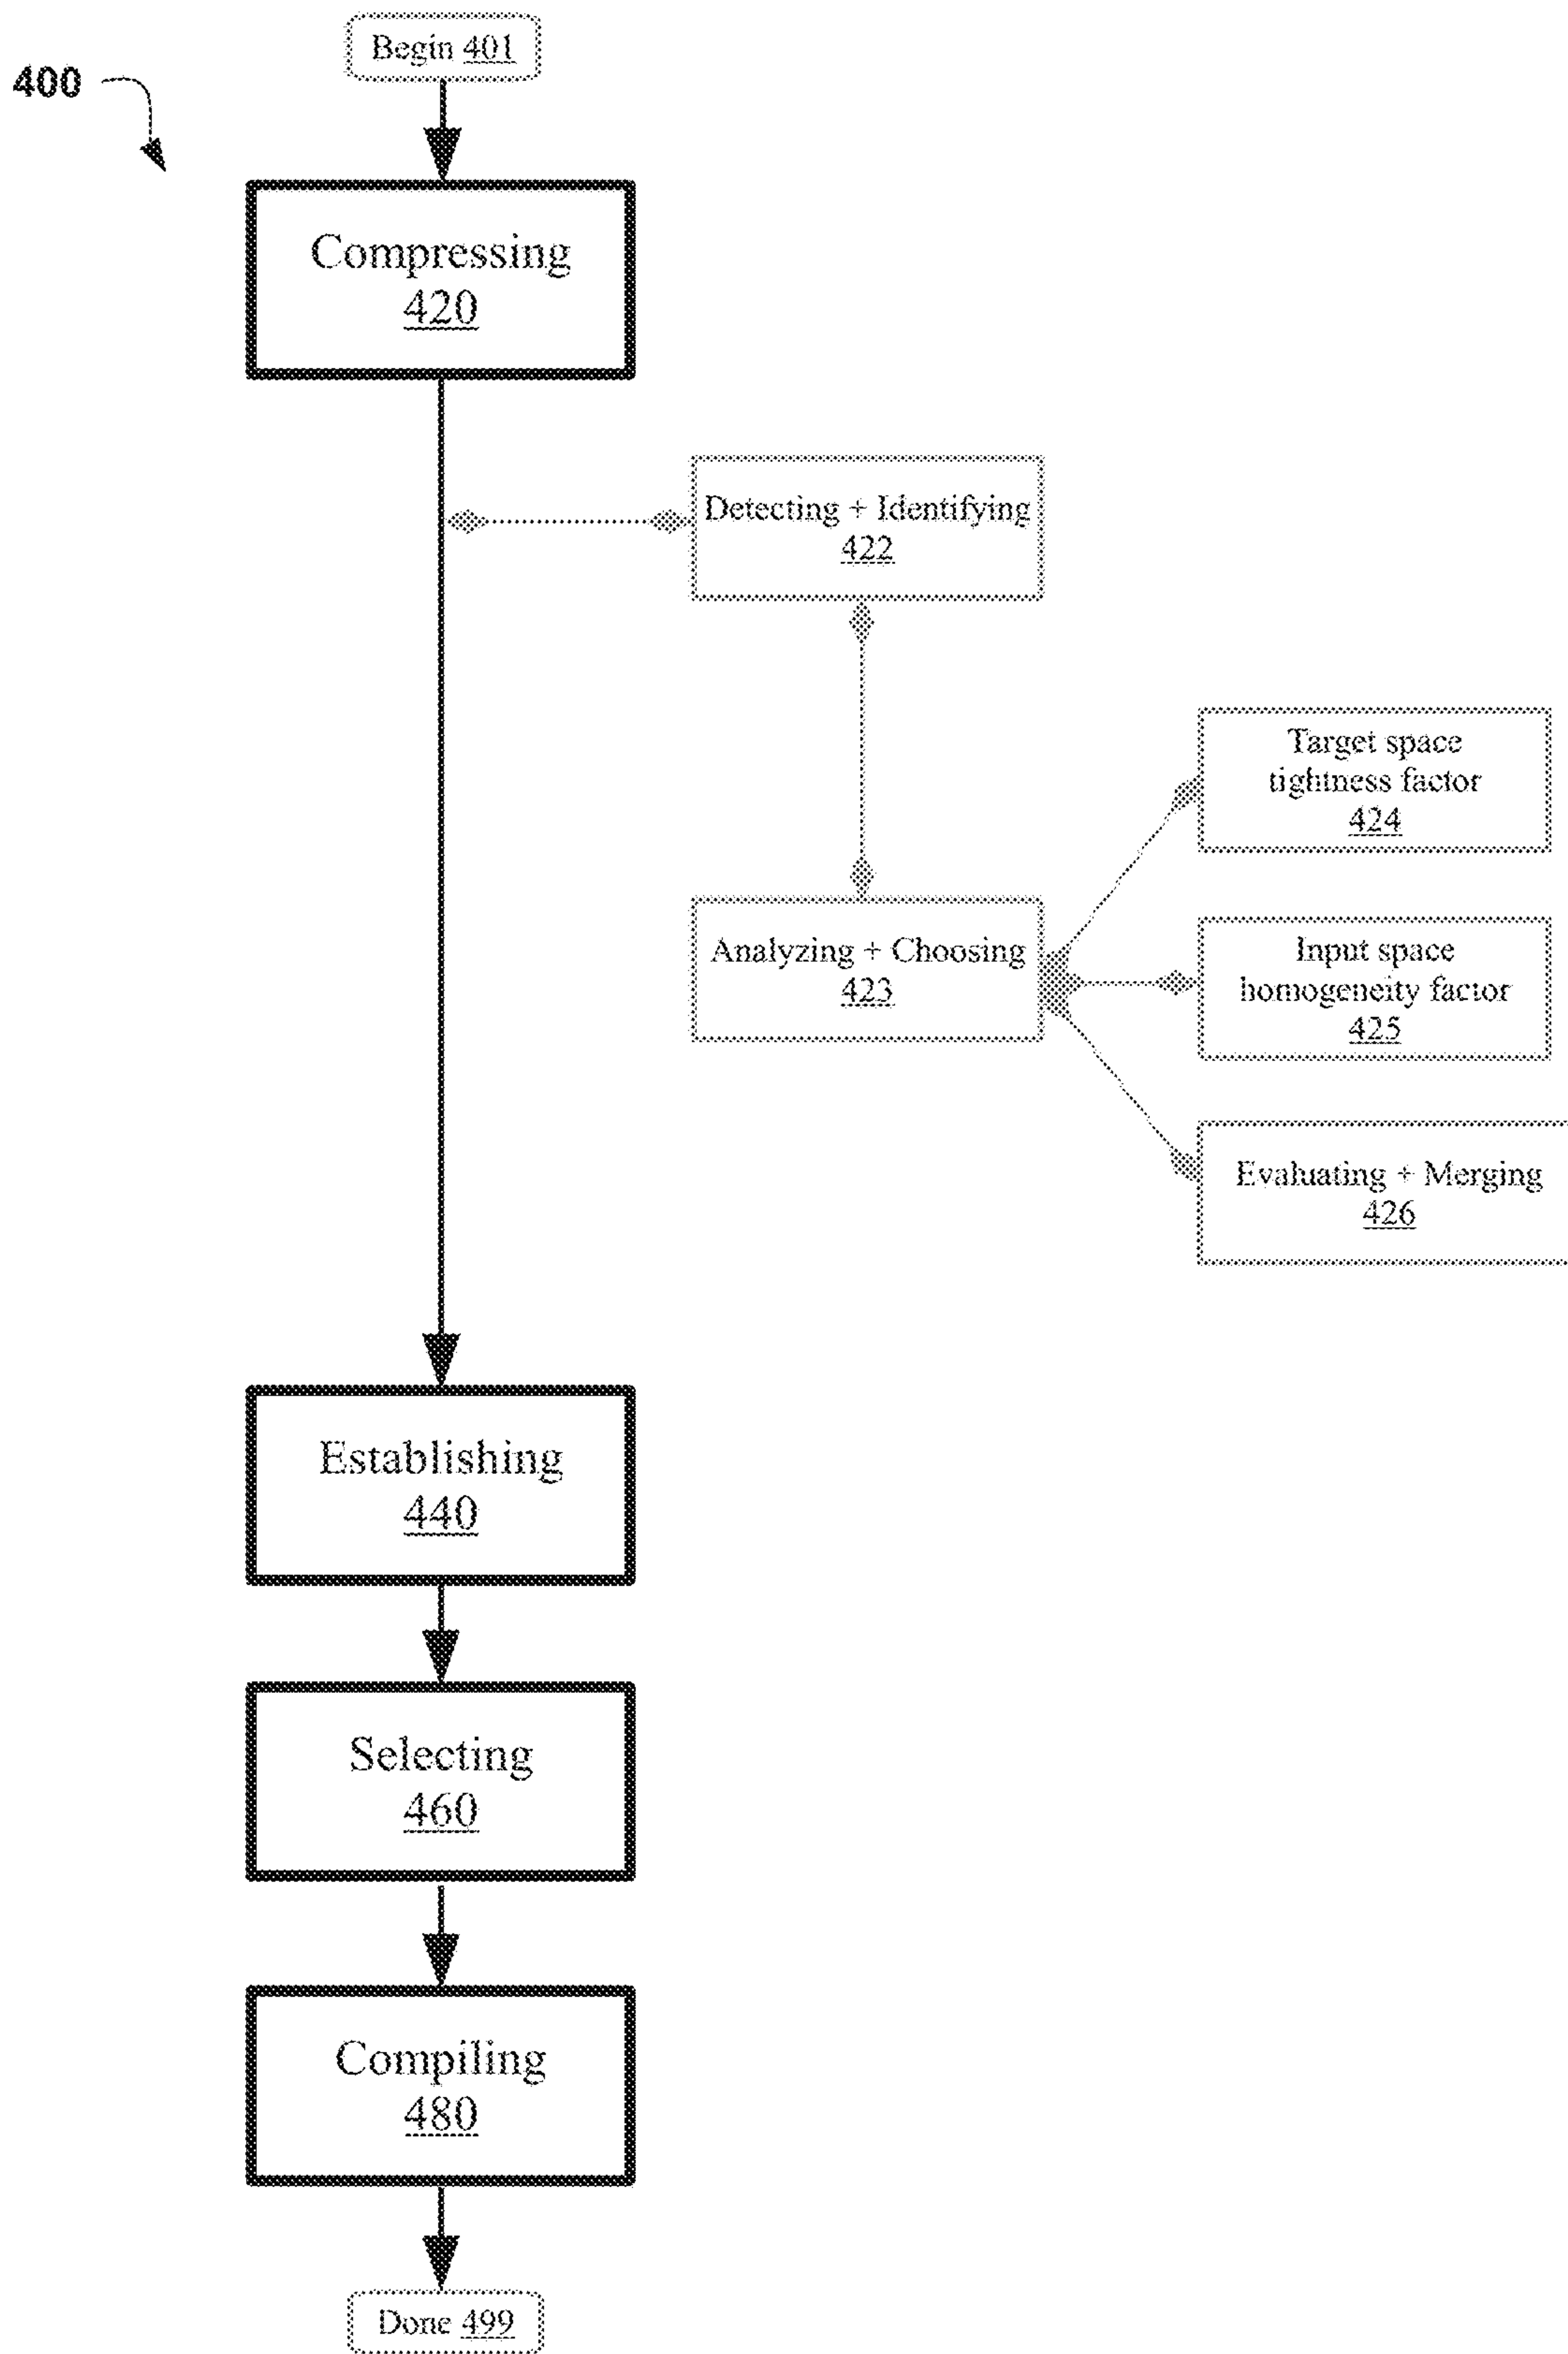 Begin 401
400
Compressing
420
Detecting + Identifying
422
Target space
tightness factor
424
Analyzing + Choosing
423
Input space
homogeneity factor
425
Evaluating + Merging
426
Establishing
440
Selecting
460
Compiling
480
Done 499